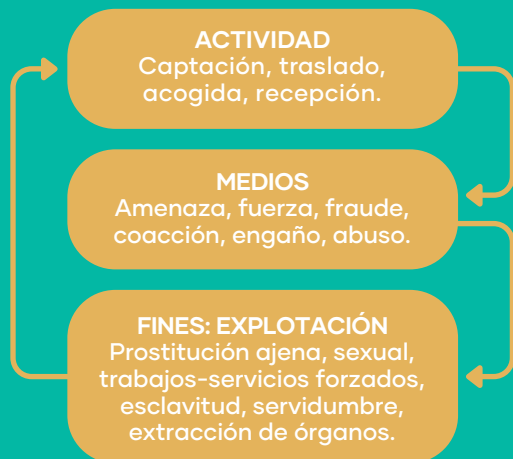 ACTIVIDAD
Captación, traslado,
acogida, recepción.
MEDIOS
Amenaza, fuerza, fraude,
coacción, engaño, abuso.
FINES: EXPLOTACIÓN
Prostitución ajena, sexual,
trabajos-servicios forzados,
esclavitud, servidumbre,
extracción de órganos.